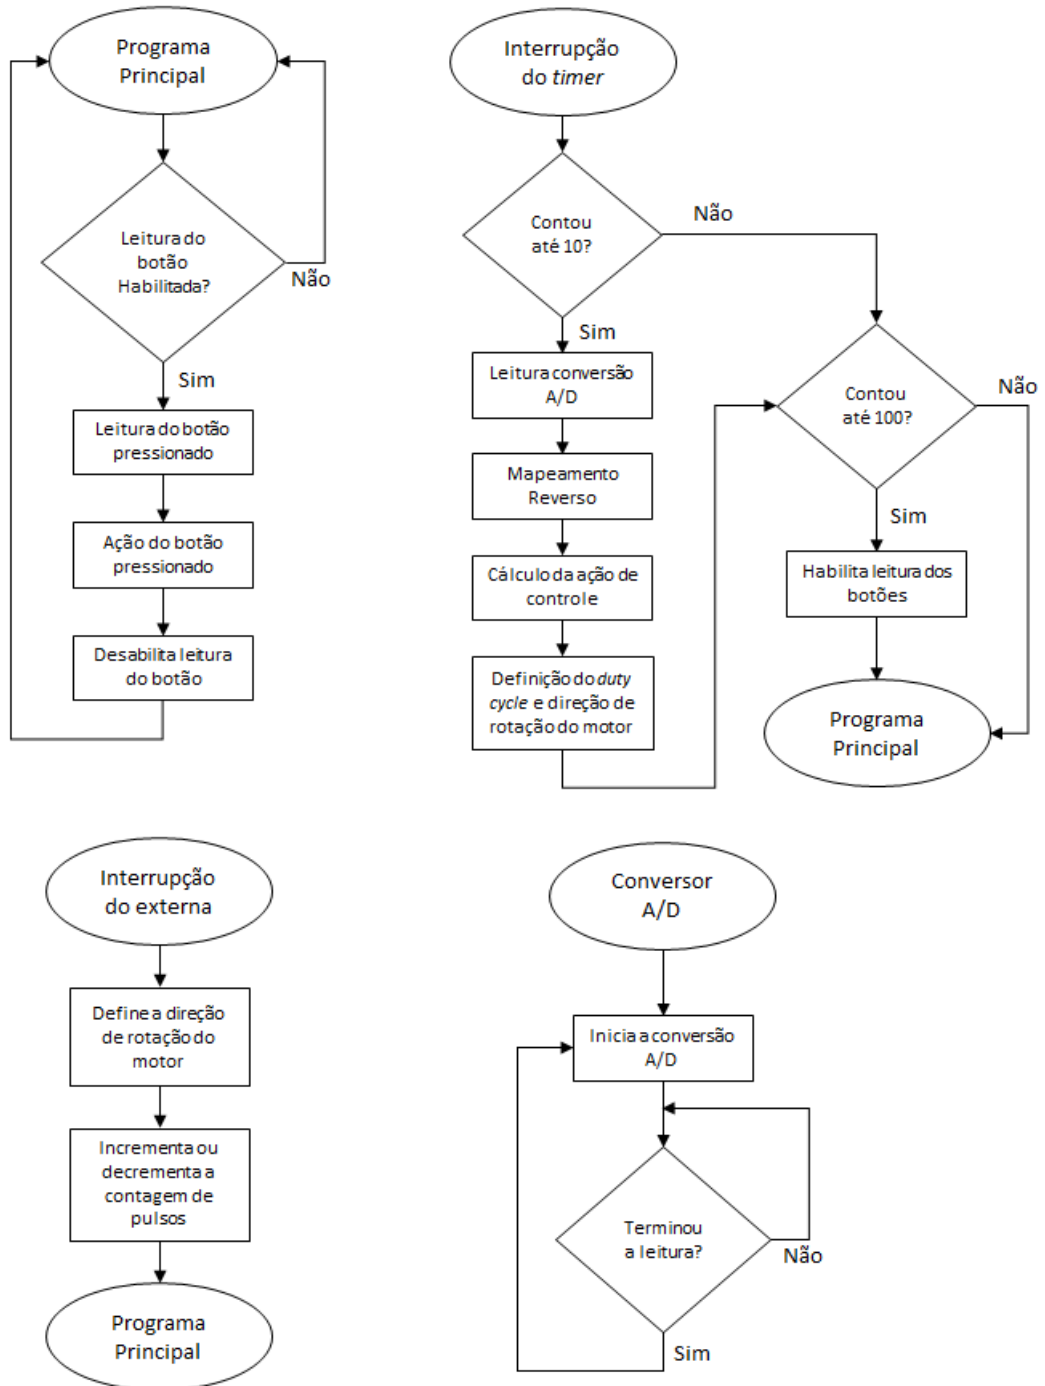 Programa
Principal
Leitura do
botão
Habilitada?
Não
Sim
Leitura do botão
pressionado
Ação do botão
pressionado
Desabilita leitura
do botão
Interrupção
do timer
Contou
até 10?
Não
Sim
Leitura conversão
A/D
Mapeamento
Reverso
Cálculo da ação de
controle
Definição do duty
cycle e direção de
rotação do motor
Contou
até 100?
Não
Sim
Habilita leitura dos
botões
Programa
Principal
Interrupção
do externa
Define a direção
de rotação do
motor
Incrementa ou
decrementa a
contagem de
pulsos
Programa
Principal
Conversor
A/D
Inicia a conversão
A/D
Terminou
a leitura?
Não
Sim